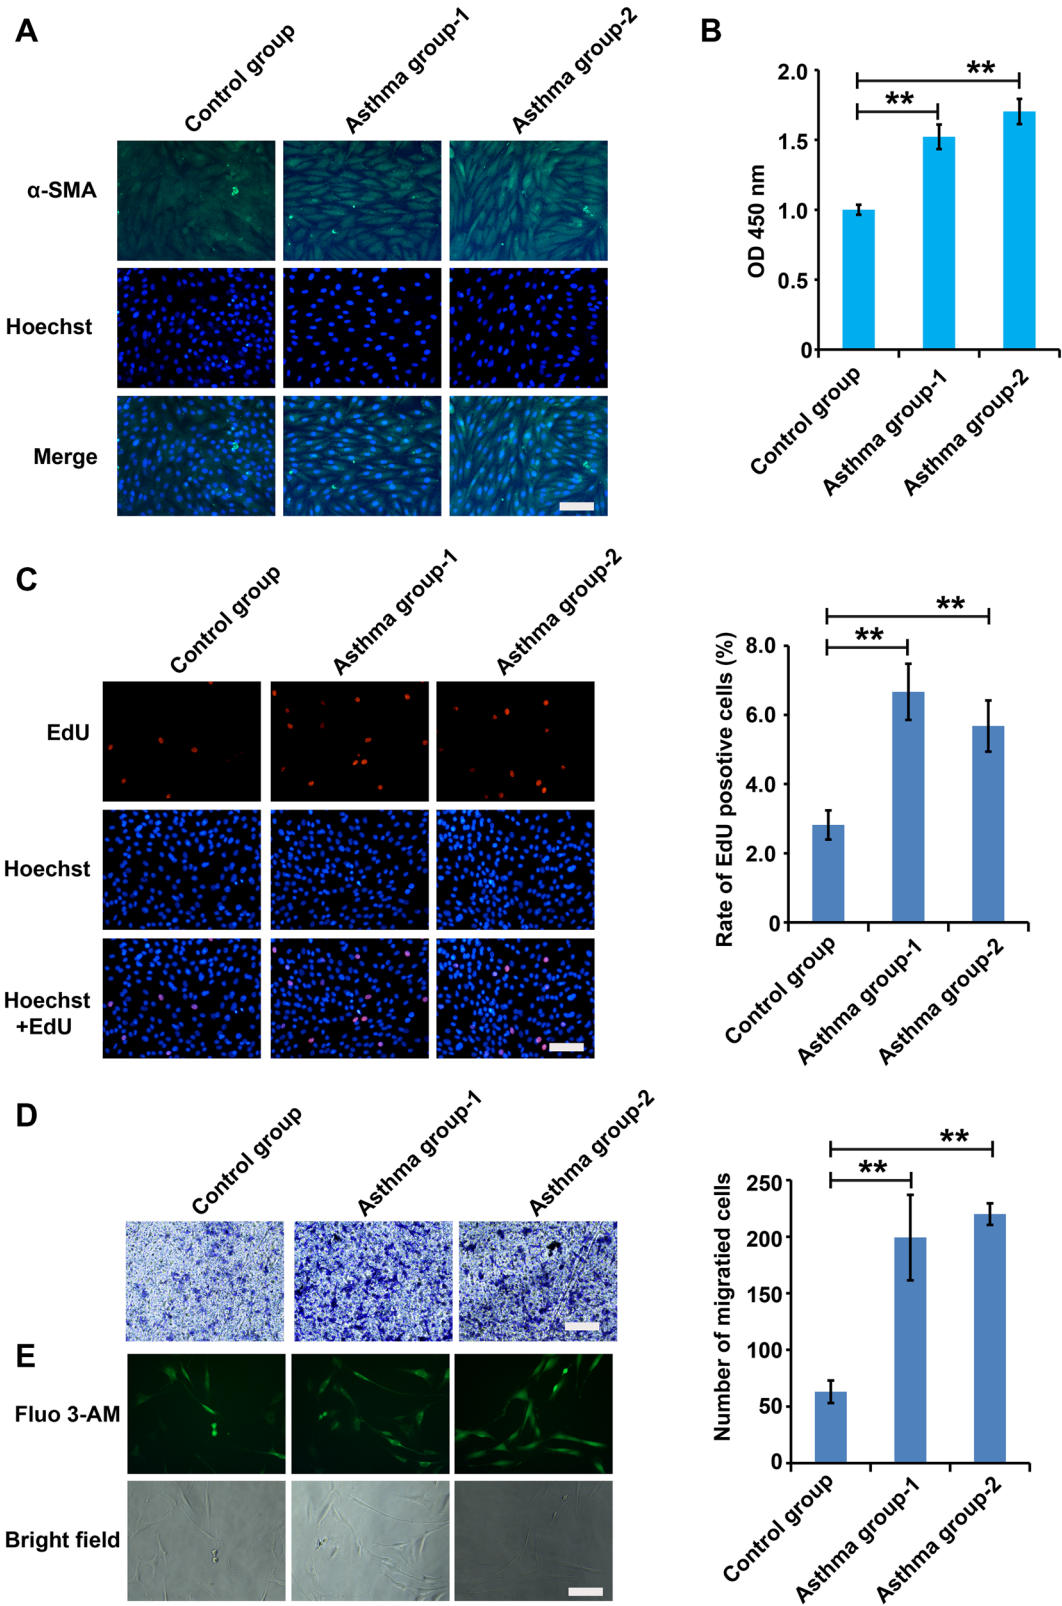 A
Control group
Asthma group-1
Asthma group-2
α-SMA
Hoechst
Merge
B
**
**
2.0
1.5
1.0
0.5
0
OD 450 nm
Control group
Asthma group-1
Asthma group-2
C
Control group
Asthma group-1
Asthma group-2
EdU
Hoechst
Hoechst
+EdU
**
**
8.0
6.0
4.0
2.0
0
Rate of EdU posotive cells (%)
Control group
Asthma group-1
Asthma group-2
D
Control group
Asthma group-1
Asthma group-2
**
**
250
200
150
100
50
0
Number of migratied cells
Control group
Asthma group-1
Asthma group-2
E
Fluo 3-AM
Bright field